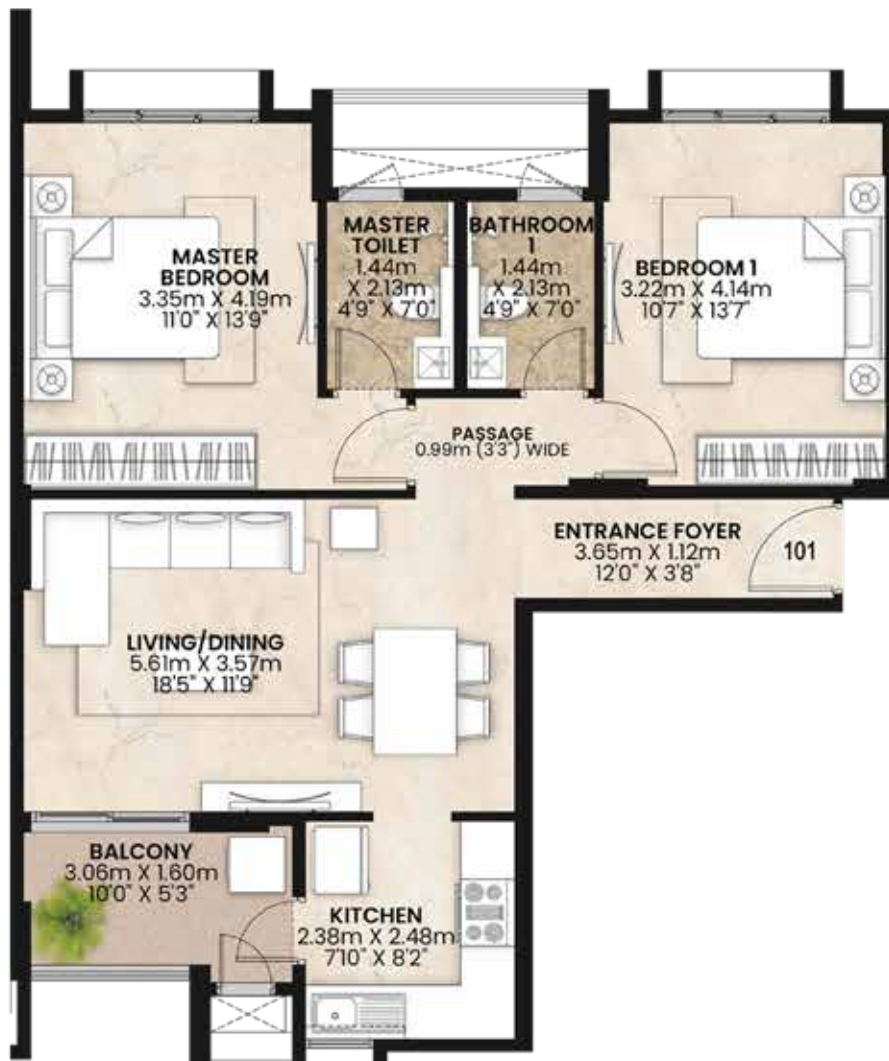 MASTER
BEDROOM
3.35m X 4.19m
11'0" X 13'9"
MASTER
TOILET
1.44m
X 2.13m
4'9" X 7'0"
BATHROOM
1
1.44m
X 2.13m
4'9" X 7'0"
BEDROOM 1
3.22m X 4.14m
10'7" X 13'7"
PASSAGE
0.99m (3'3") WIDE
ENTRANCE FOYER
3.65m X 1.12m
12'0" X 3'8"
101
LIVING/DINING
5.61m X 3.57m
18'5" X 11'9"
BALCONY
3.06m X 1.60m
10'0" X 5'3"
KITCHEN
2.38m X 2.48m
7'10" X 8'2"